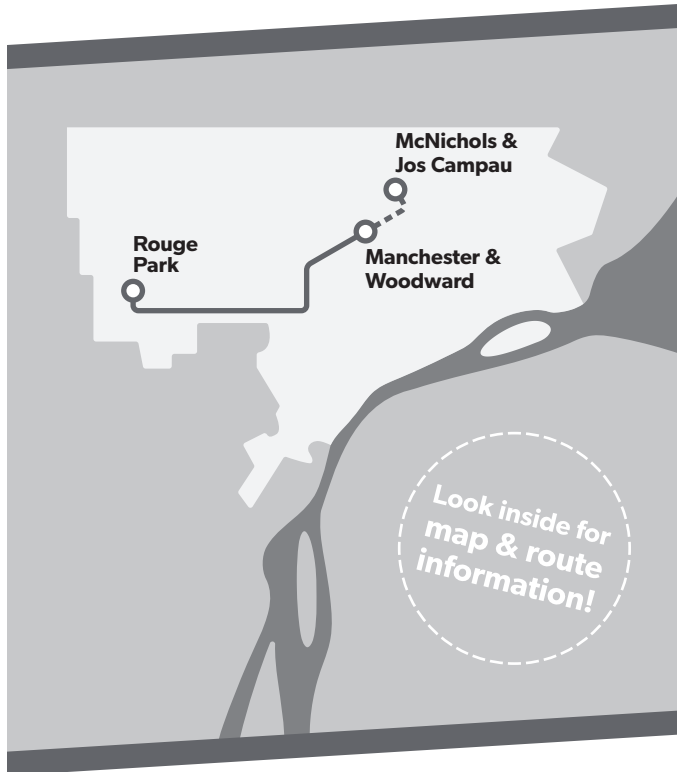 McNichols &
Jos Campau
Rouge
Park
Manchester &
Woodward
Look inside for
map & route
information!